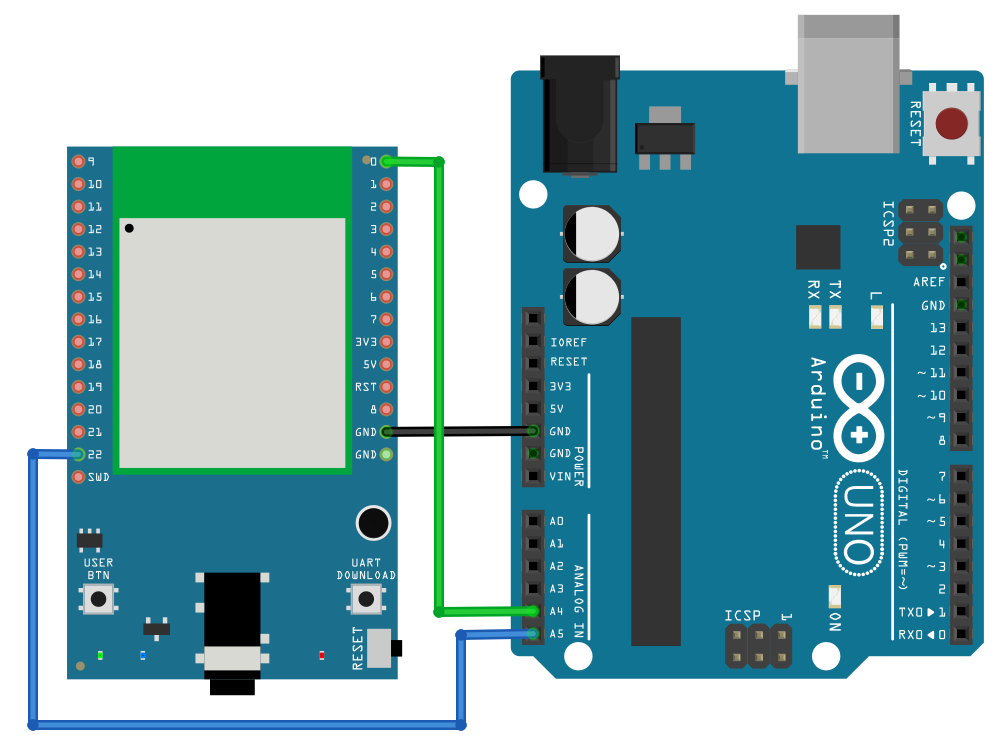 9
10
11
12
13
14
15
16
17
18
19
20
21
22
SWD
0
1
2
3
4
5
6
7
3V3
5V
RST
8
GND
GND
USER
BTN
UART
DOWNLOAD
RESET
IOREF
RESET
3V3
5V
GND
GND
VIN
POWER
A0
A1
A2
A3
A4
A5
ANALOG IN
RESET
ICSP2
RX
TX
L
Arduino™
UNO
ON
ICSP
1
AREF
GND
13
12
~11
~10
~9
8
7
~6
~5
4
~3
2
TX0▶1
RX0◀0
DIGITAL (PWM=~)